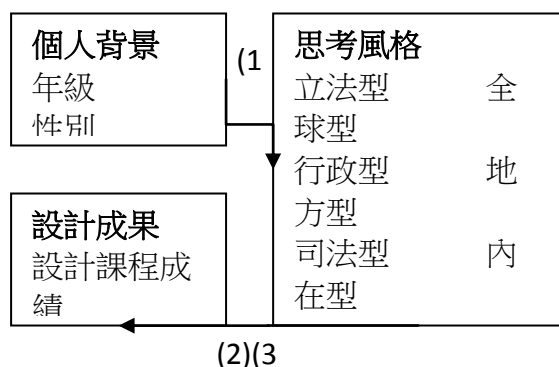 個人背景
年級
性別
(1
思考風格
立法型 全
球型
行政型 地
方型
司法型 內
在型
設計成果
設計課程成
績
(2)(3